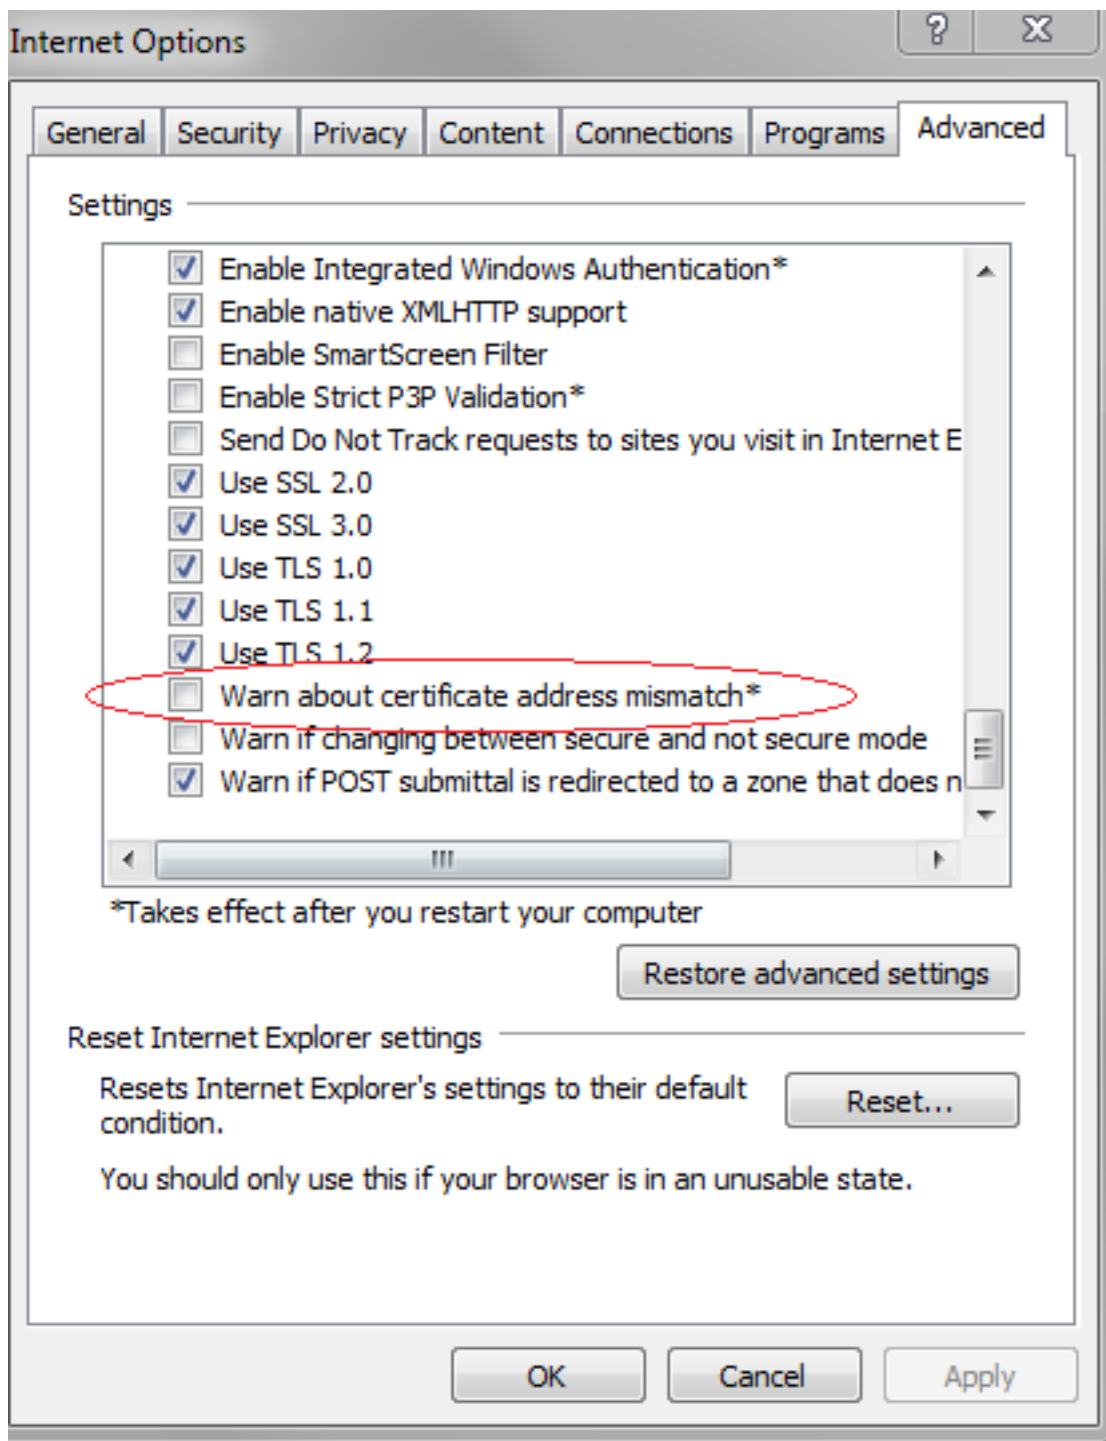 Internet Options
General Security Privacy Content Connections Programs Advanced
Settings
Enable Integrated Windows Authentication*
Enable native XMLHTTP support
Enable SmartScreen Filter
Enable Strict P3P Validation*
Send Do Not Track requests to sites you visit in Internet E
Use SSL 2.0
Use SSL 3.0
Use TLS 1.0
Use TLS 1.1
Use TLS 1.2
Warn about certificate address mismatch*
Warn if changing between secure and not secure mode
Warn if POST submittal is redirected to a zone that does n
*Takes effect after you restart your computer
Restore advanced settings
Reset Internet Explorer settings
Resets Internet Explorer's settings to their default
condition.
Reset...
You should only use this if your browser is in an unusable state.
OK Cancel Apply